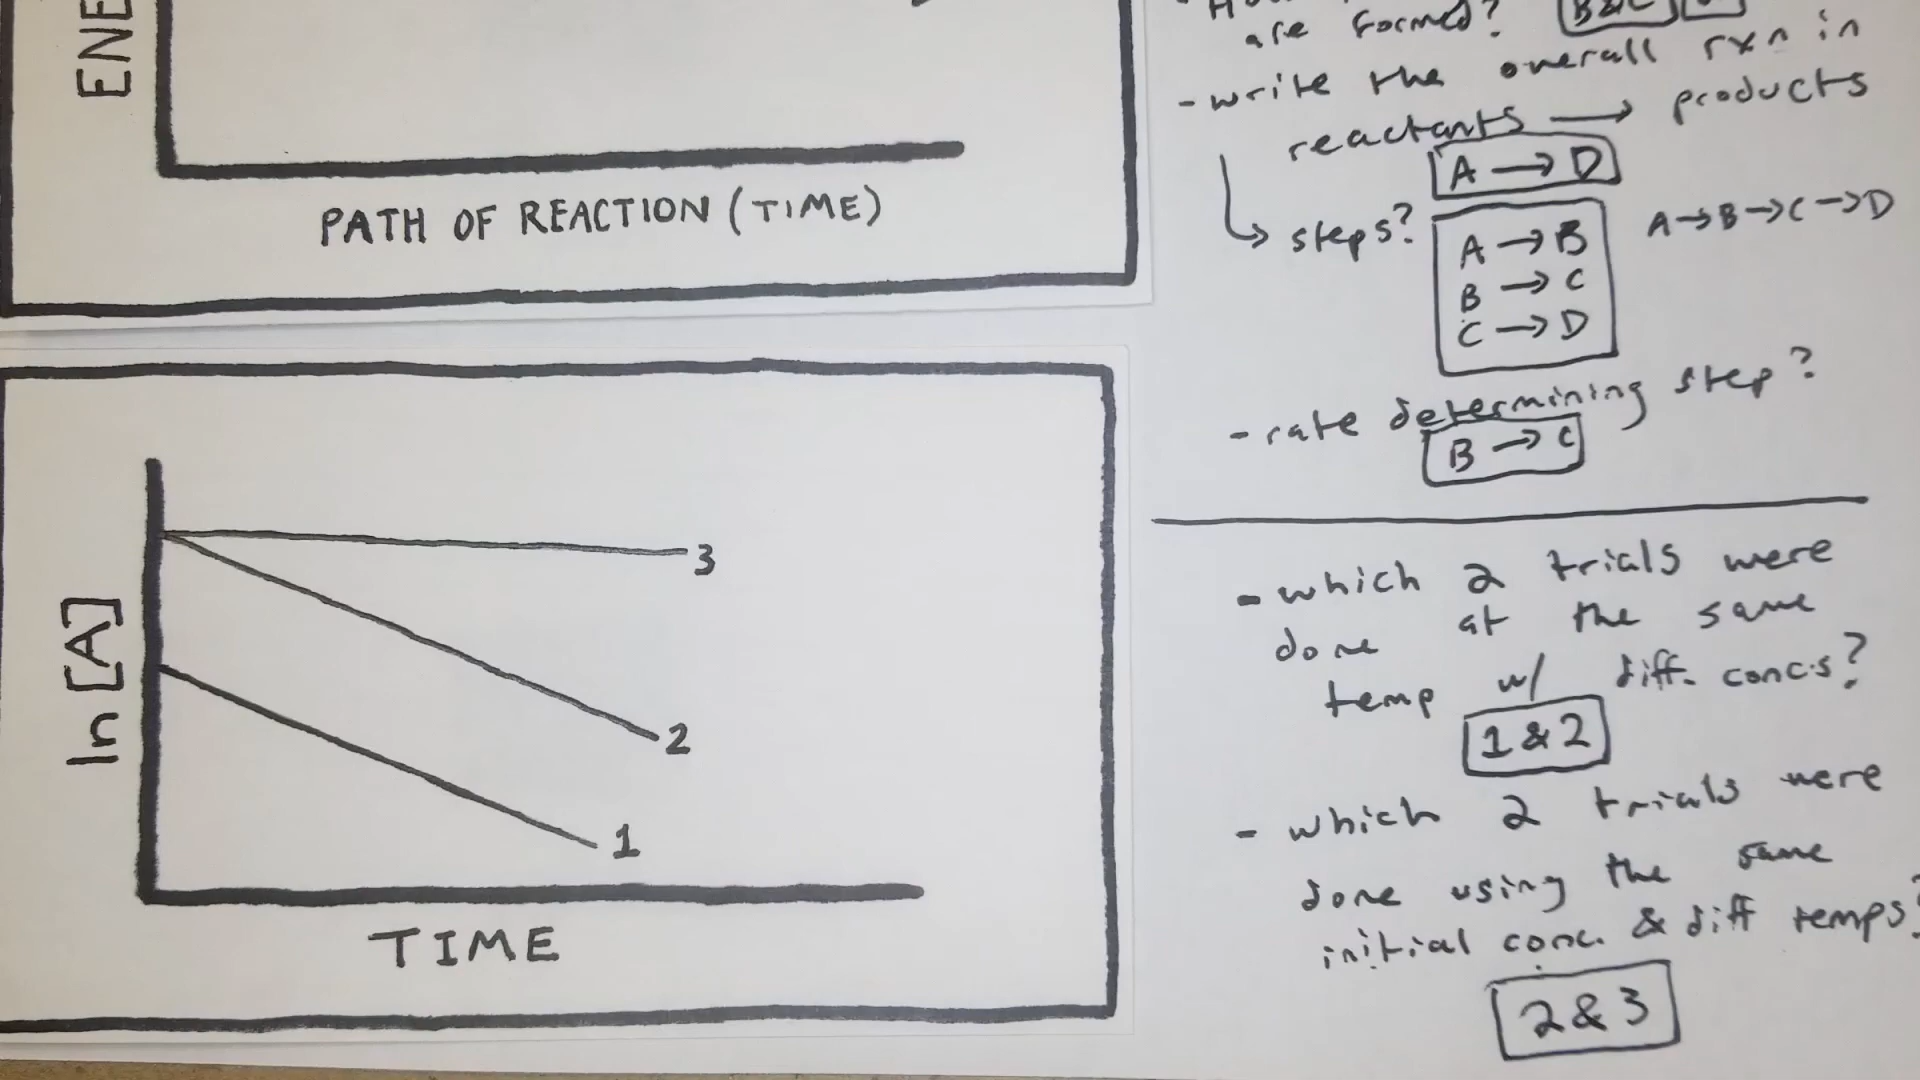 ENE
PATH OF REACTION (TIME)
are formed?
- write the overall rxn in
reactants → products
A → D
steps?
A → B
B → C
C → D
A→B→C→D
- rate determining step?
B → C
ln[A]
3
2
1
TIME
- which 2 trials were
done at the same
temp w/ diff. concs?
1 & 2
- which 2 trials were
done using the same
initial conc. & diff temps?
2 & 3